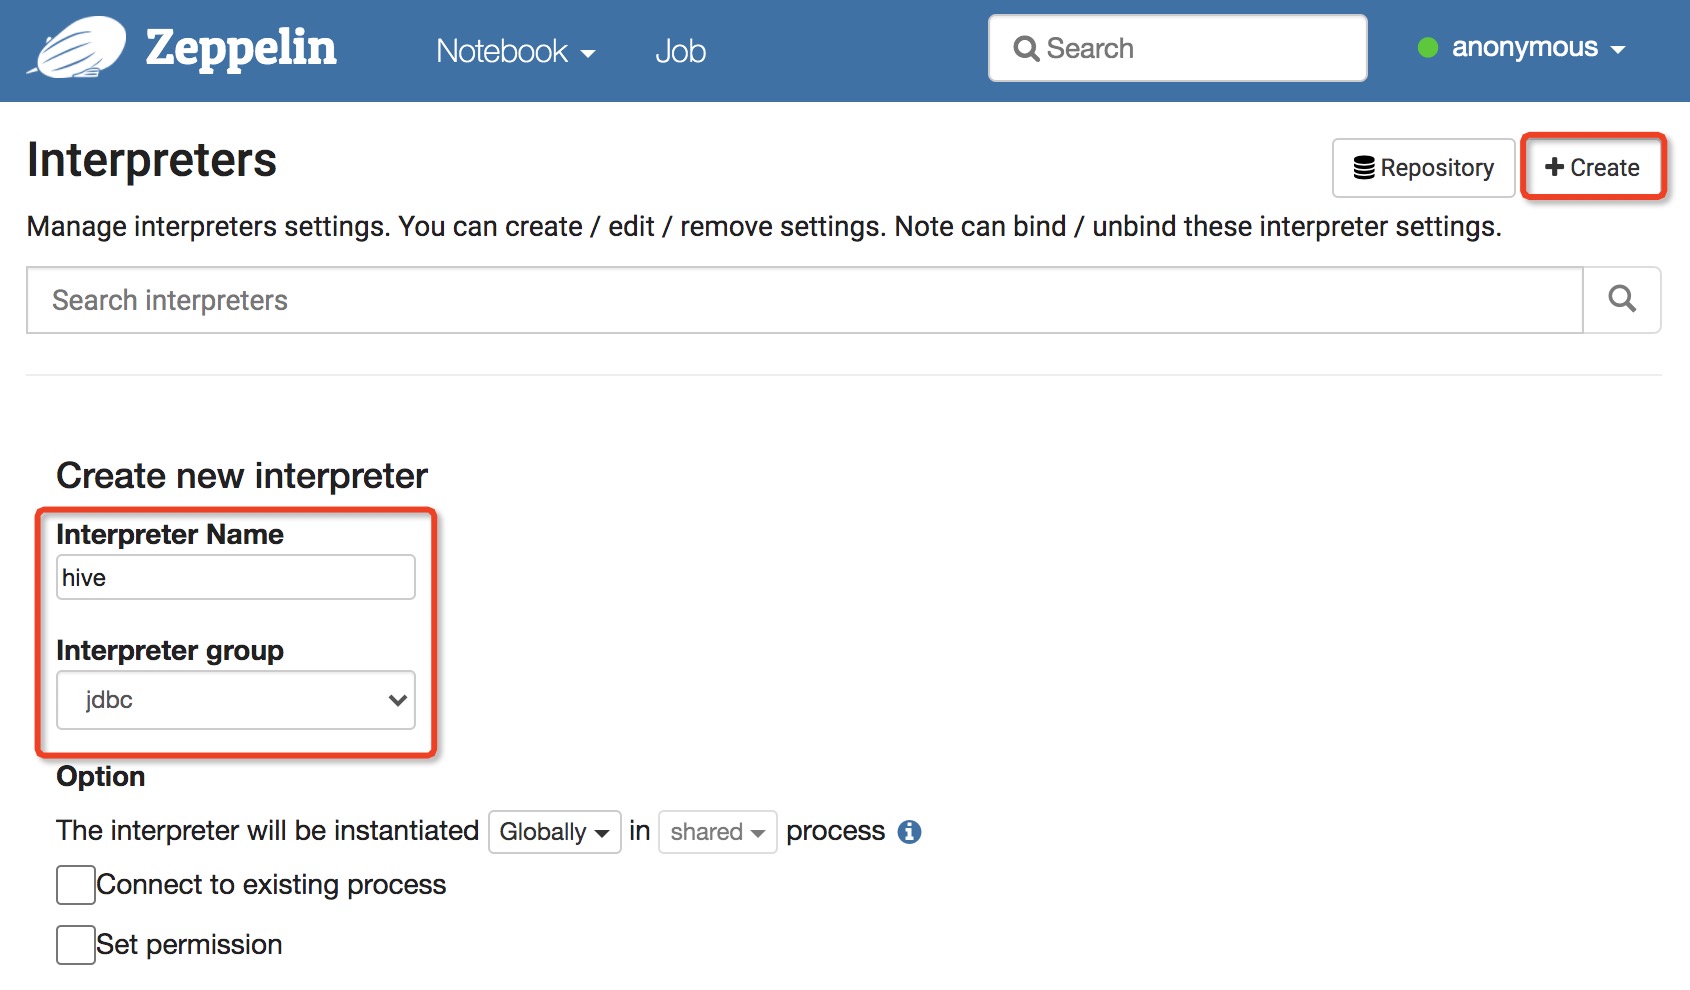 Zeppelin Notebook Job Search anonymous
Interpreters
Repository Create
Manage interpreters settings. You can create / edit / remove settings. Note can bind / unbind these interpreter settings.
Search interpreters
Create new interpreter
Interpreter Name
hive
Interpreter group
jdbc
Option
The interpreter will be instantiated Globally in shared process
Connect to existing process
Set permission